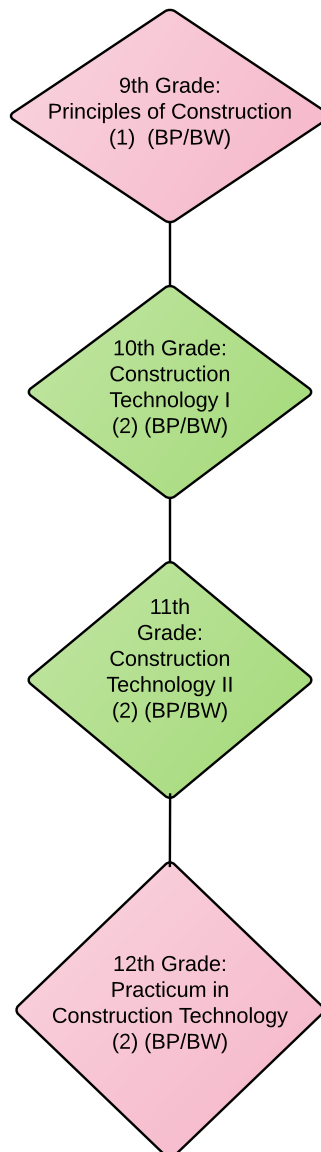 9th Grade:
Principles of Construction
(1)  (BP/BW)
10th Grade:
Construction
Technology I
(2) (BP/BW)
11th
Grade:
Construction
Technology II
(2) (BP/BW)
12th Grade:
Practicum in
Construction Technology
(2) (BP/BW)